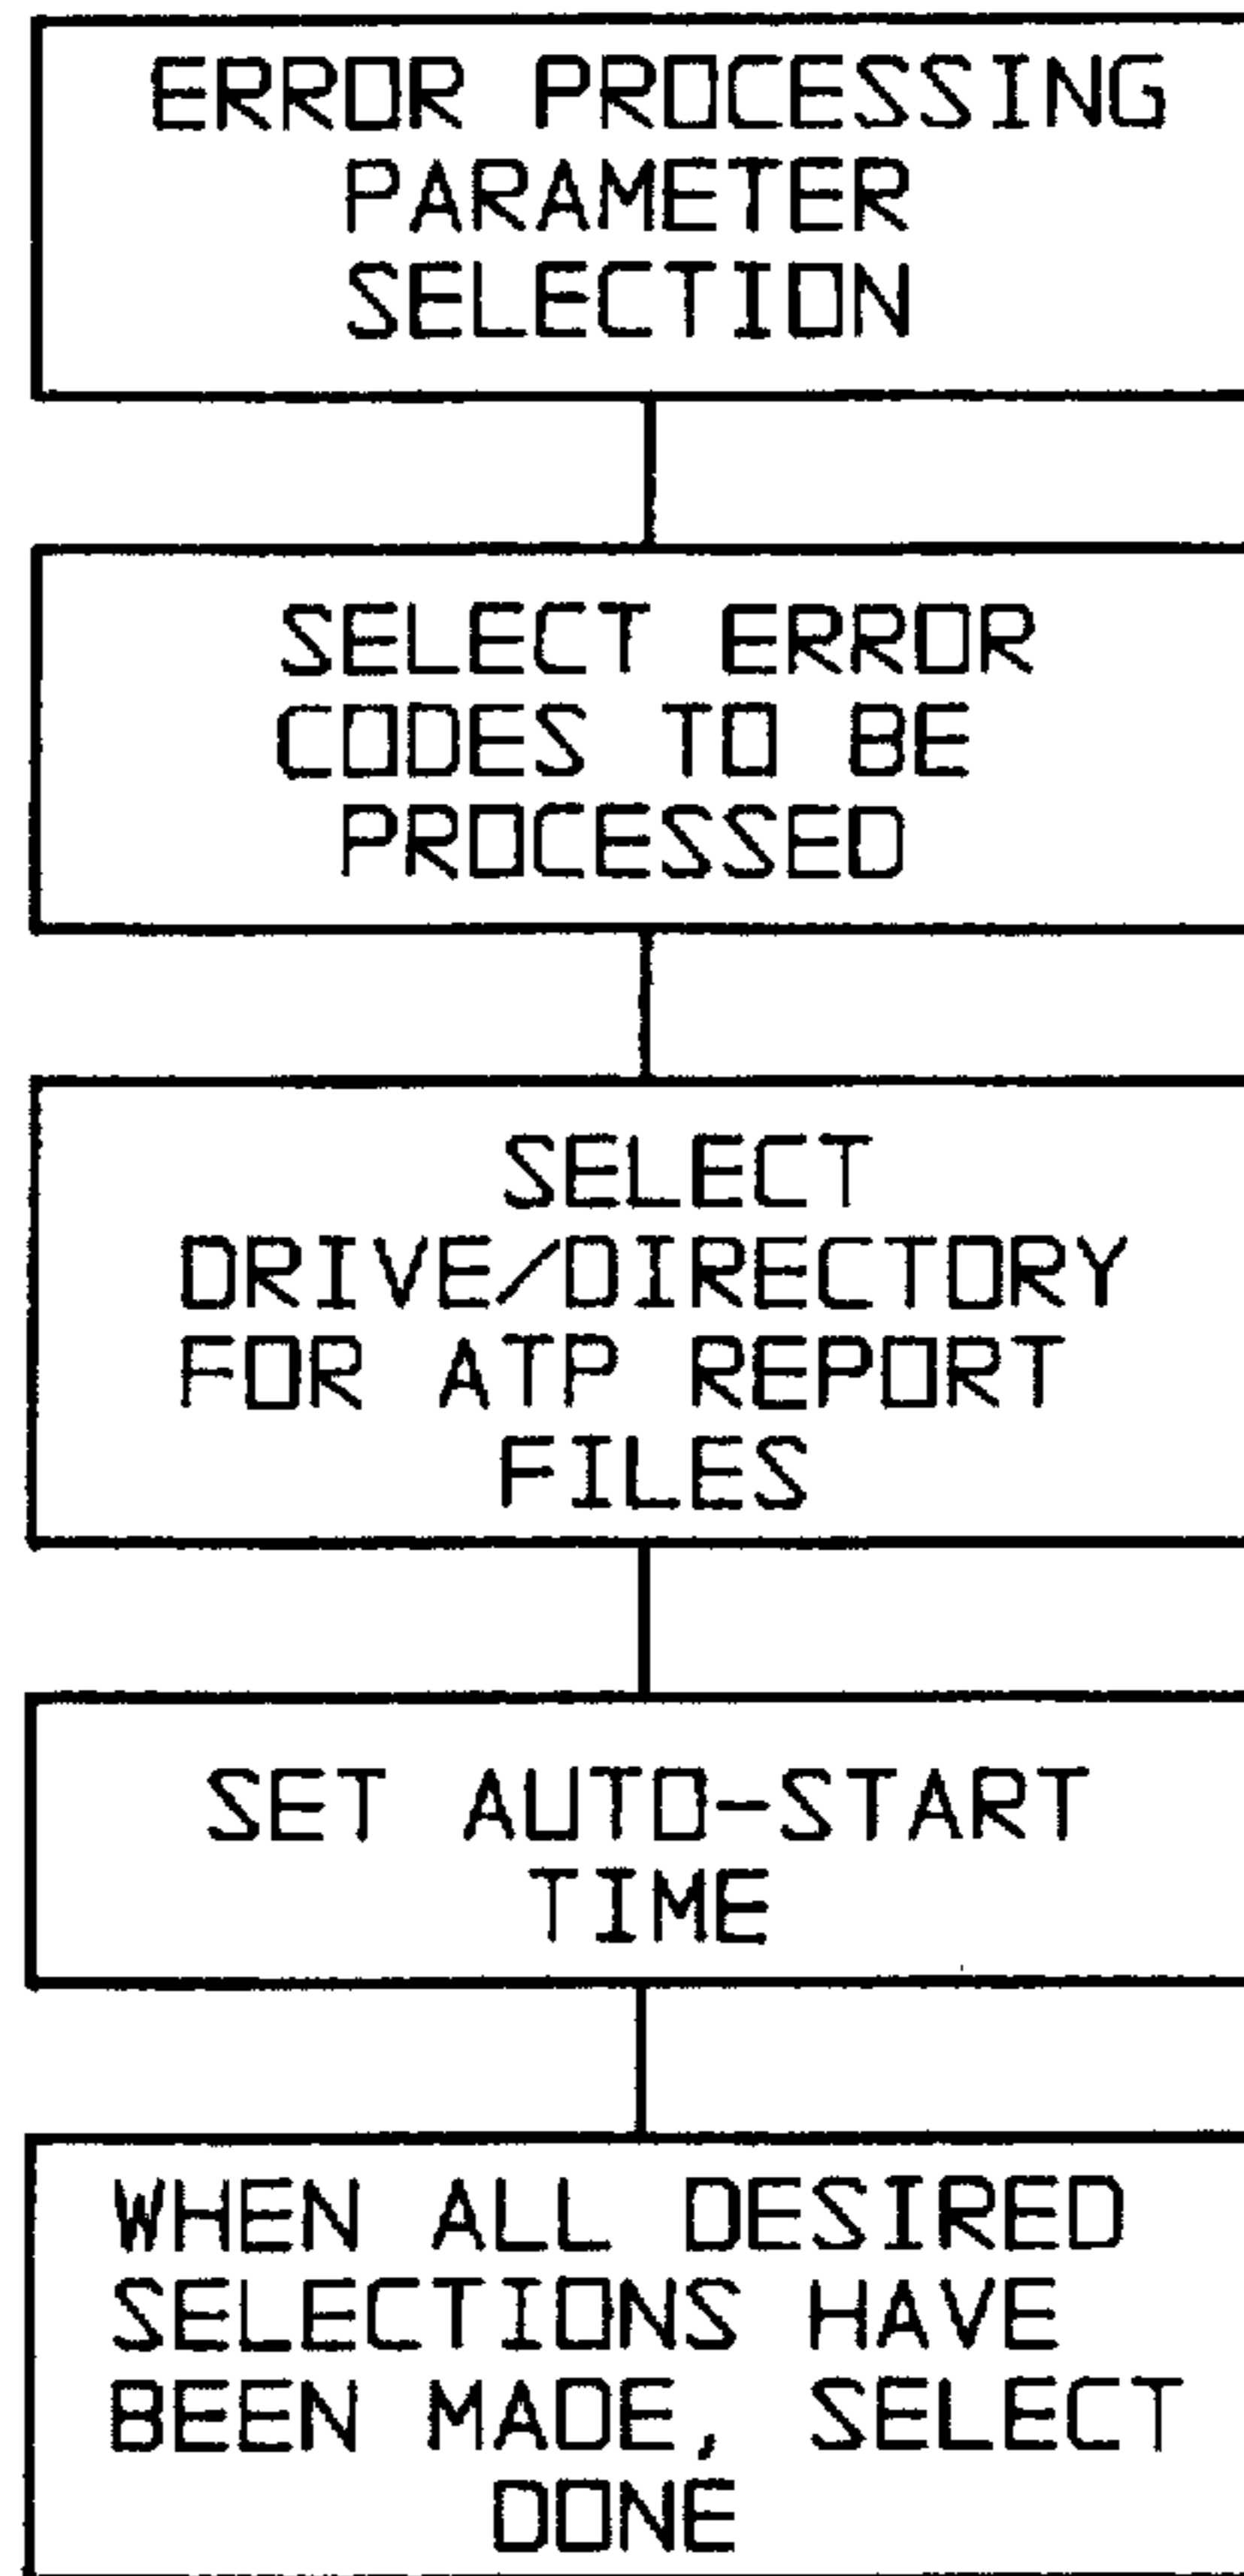 ERROR PROCESSING
PARAMETER
SELECTION
SELECT ERROR
CODES TO BE
PROCESSED
SELECT
DRIVE/DIRECTORY
FOR ATP REPORT
FILES
SET AUTO-START
TIME
WHEN ALL DESIRED
SELECTIONS HAVE
BEEN MADE, SELECT
DONE